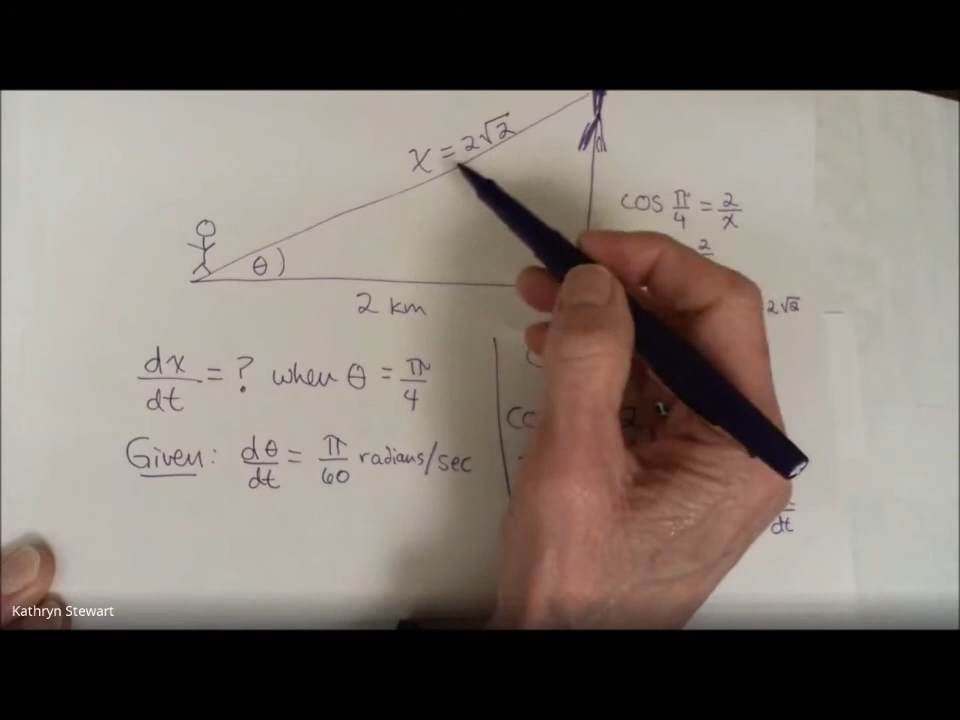 x = 2√2
cos π/4 = 2/x
2
θ
2 km
2√2
dx/dt = ? when θ = π/4
Given: dθ/dt = π/60 radians/sec
dt
Kathryn Stewart